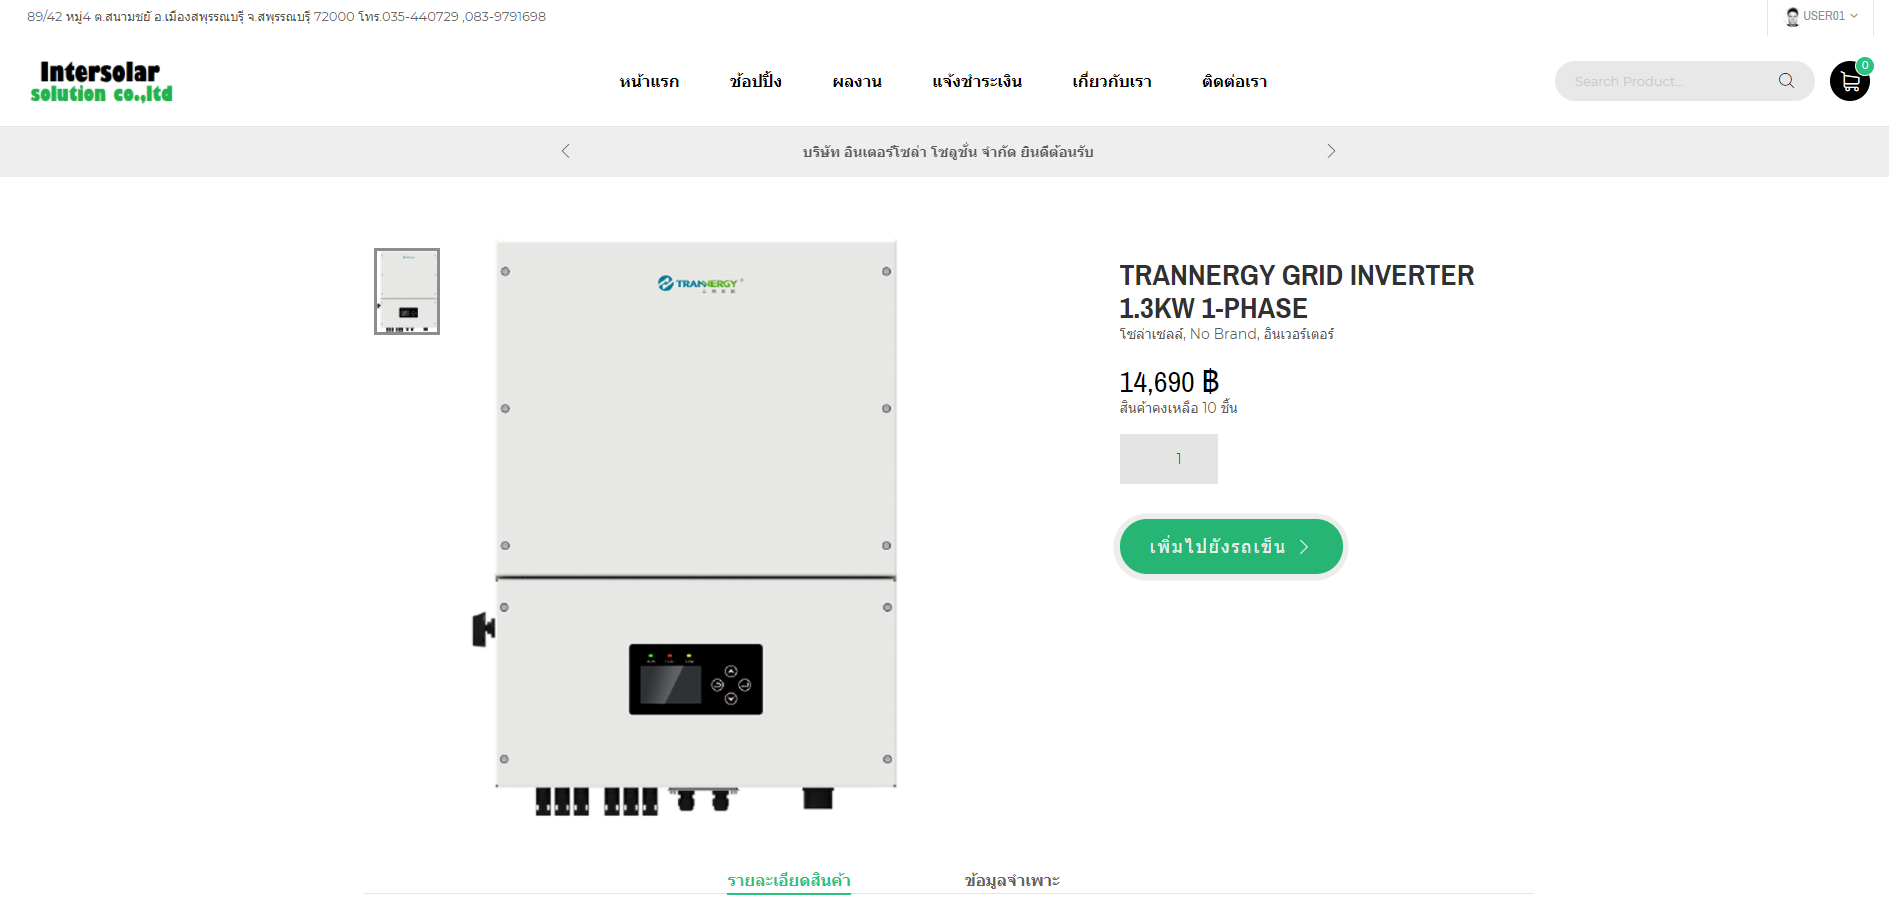 89/42 หมู่4 ต.สนามชัย อ.เมืองสุพรรณบุรี จ.สุพรรณบุรี 72000 โทร.035-440729 ,083-9791698
USER01
Intersolar
solution co.,ltd
หน้าแรก ช้อปปิ้ง ผลงาน แจ้งชำระเงิน เกี่ยวกับเรา ติดต่อเรา
Search Product...
0
บริษัท อินเตอร์โซล่า โซลูชั่น จำกัด ยินดีต้อนรับ
TRANNERGY
TRANNERGY GRID INVERTER
1.3KW 1-PHASE
โซล่าเซลล์, No Brand, อินเวอร์เตอร์
14,690 ฿
สินค้าคงเหลือ 10 ชิ้น
1
เพิ่มไปยังรถเข็น
รายละเอียดสินค้า ข้อมูลจำเพาะ